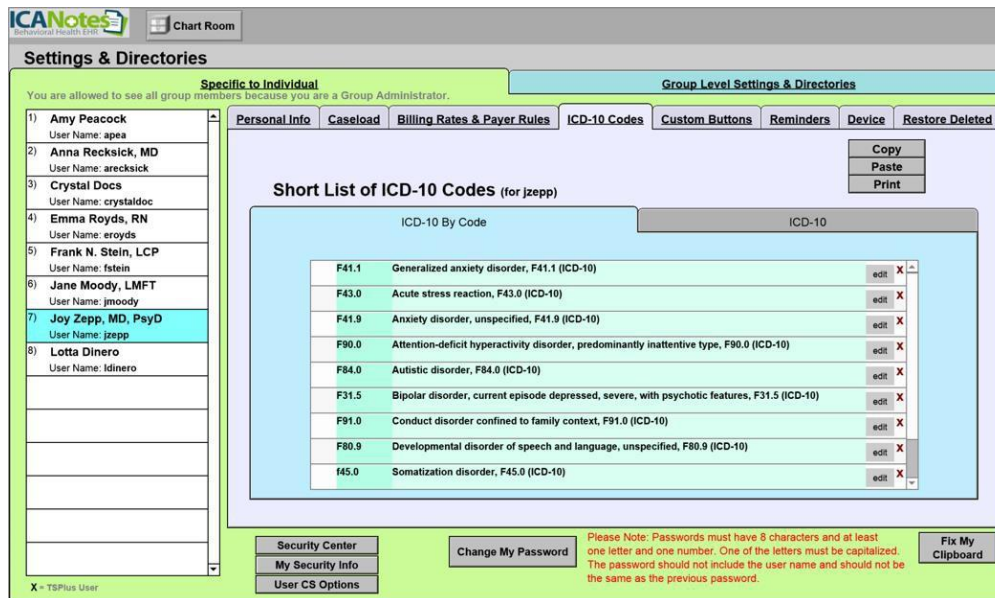 ICANotes
Behavioral Health EHR
Chart Room
Settings & Directories
Specific to Individual
Group Level Settings & Directories
You are allowed to see all group members because you are a Group Administrator.
1) Amy Peacock
User Name: apea
2) Anna Recksick, MD
User Name: arecksick
3) Crystal Docs
User Name: crystaldoc
4) Emma Royds, RN
User Name: eroyds
5) Frank N. Stein, LCP
User Name: fstein
6) Jane Moody, LMFT
User Name: jmoody
7) Joy Zepp, MD, PsyD
User Name: jzepp
8) Lotta Dinero
User Name: ldinero
X = TSPlus User
Personal Info Caseload Billing Rates & Payer Rules ICD-10 Codes Custom Buttons Reminders Device Restore Deleted
Copy
Paste
Print
Short List of ICD-10 Codes (for jzepp)
ICD-10 By Code ICD-10
F41.1 Generalized anxiety disorder, F41.1 (ICD-10) edit X
F43.0 Acute stress reaction, F43.0 (ICD-10) edit X
F41.9 Anxiety disorder, unspecified, F41.9 (ICD-10) edit X
F90.0 Attention-deficit hyperactivity disorder, predominantly inattentive type, F90.0 (ICD-10) edit X
F84.0 Autistic disorder, F84.0 (ICD-10) edit X
F31.5 Bipolar disorder, current episode depressed, severe, with psychotic features, F31.5 (ICD-10) edit X
F91.0 Conduct disorder confined to family context, F91.0 (ICD-10) edit X
F80.9 Developmental disorder of speech and language, unspecified, F80.9 (ICD-10) edit X
f45.0 Somatization disorder, F45.0 (ICD-10) edit X
Security Center
My Security Info
User CS Options
Change My Password
Please Note: Passwords must have 8 characters and at least
one letter and one number. One of the letters must be capitalized.
The password should not include the user name and should not be
the same as the previous password.
Fix My
Clipboard